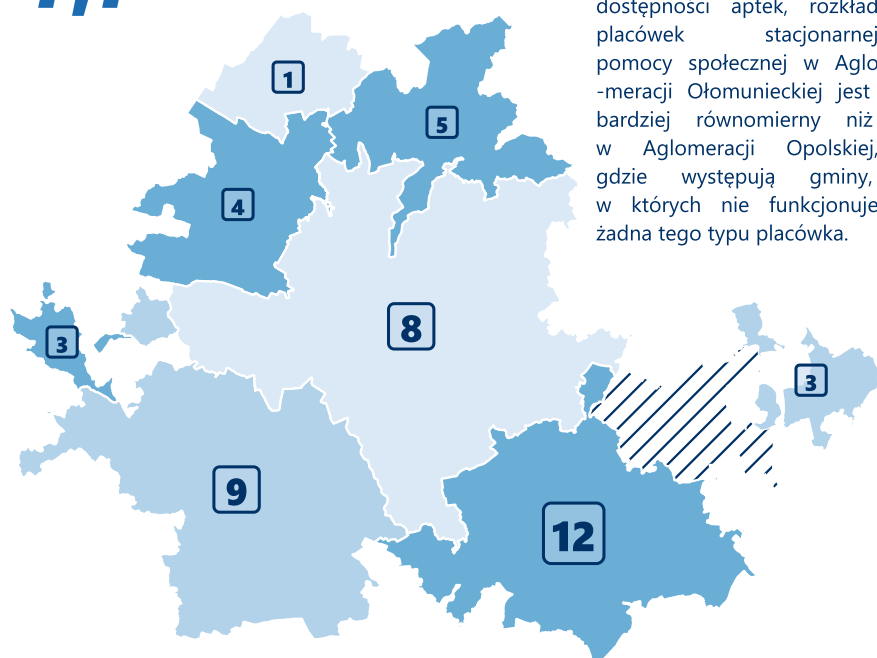 dostępności aptek, rozkład
placówek stacjonarnej
pomocy społecznej w Aglo
-meracji Ołomunieckiej jest
bardziej równomierny niż
w Aglomeracji Opolskiej,
gdzie występują gminy,
w których nie funkcjonuje
żadna tego typu placówka.
1
5
4
8
3
3
9
12